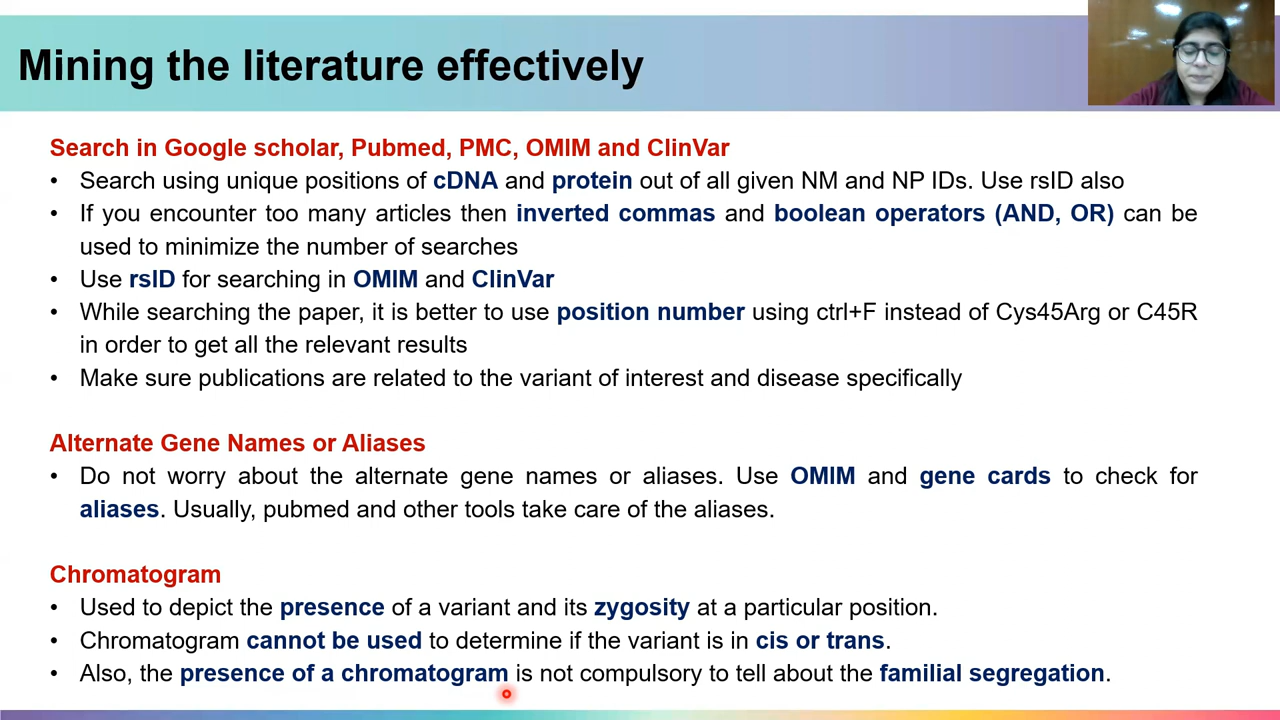 Mining the literature effectively
Search in Google scholar, Pubmed, PMC, OMIM and ClinVar
• Search using unique positions of cDNA and protein out of all given NM and NP IDs. Use rsID also
• If you encounter too many articles then inverted commas and boolean operators (AND, OR) can be
used to minimize the number of searches
• Use rsID for searching in OMIM and ClinVar
• While searching the paper, it is better to use position number using ctrl+F instead of Cys45Arg or C45R
in order to get all the relevant results
• Make sure publications are related to the variant of interest and disease specifically
Alternate Gene Names or Aliases
• Do not worry about the alternate gene names or aliases. Use OMIM and gene cards to check for
aliases. Usually, pubmed and other tools take care of the aliases.
Chromatogram
• Used to depict the presence of a variant and its zygosity at a particular position.
• Chromatogram cannot be used to determine if the variant is in cis or trans.
• Also, the presence of a chromatogram is not compulsory to tell about the familial segregation.